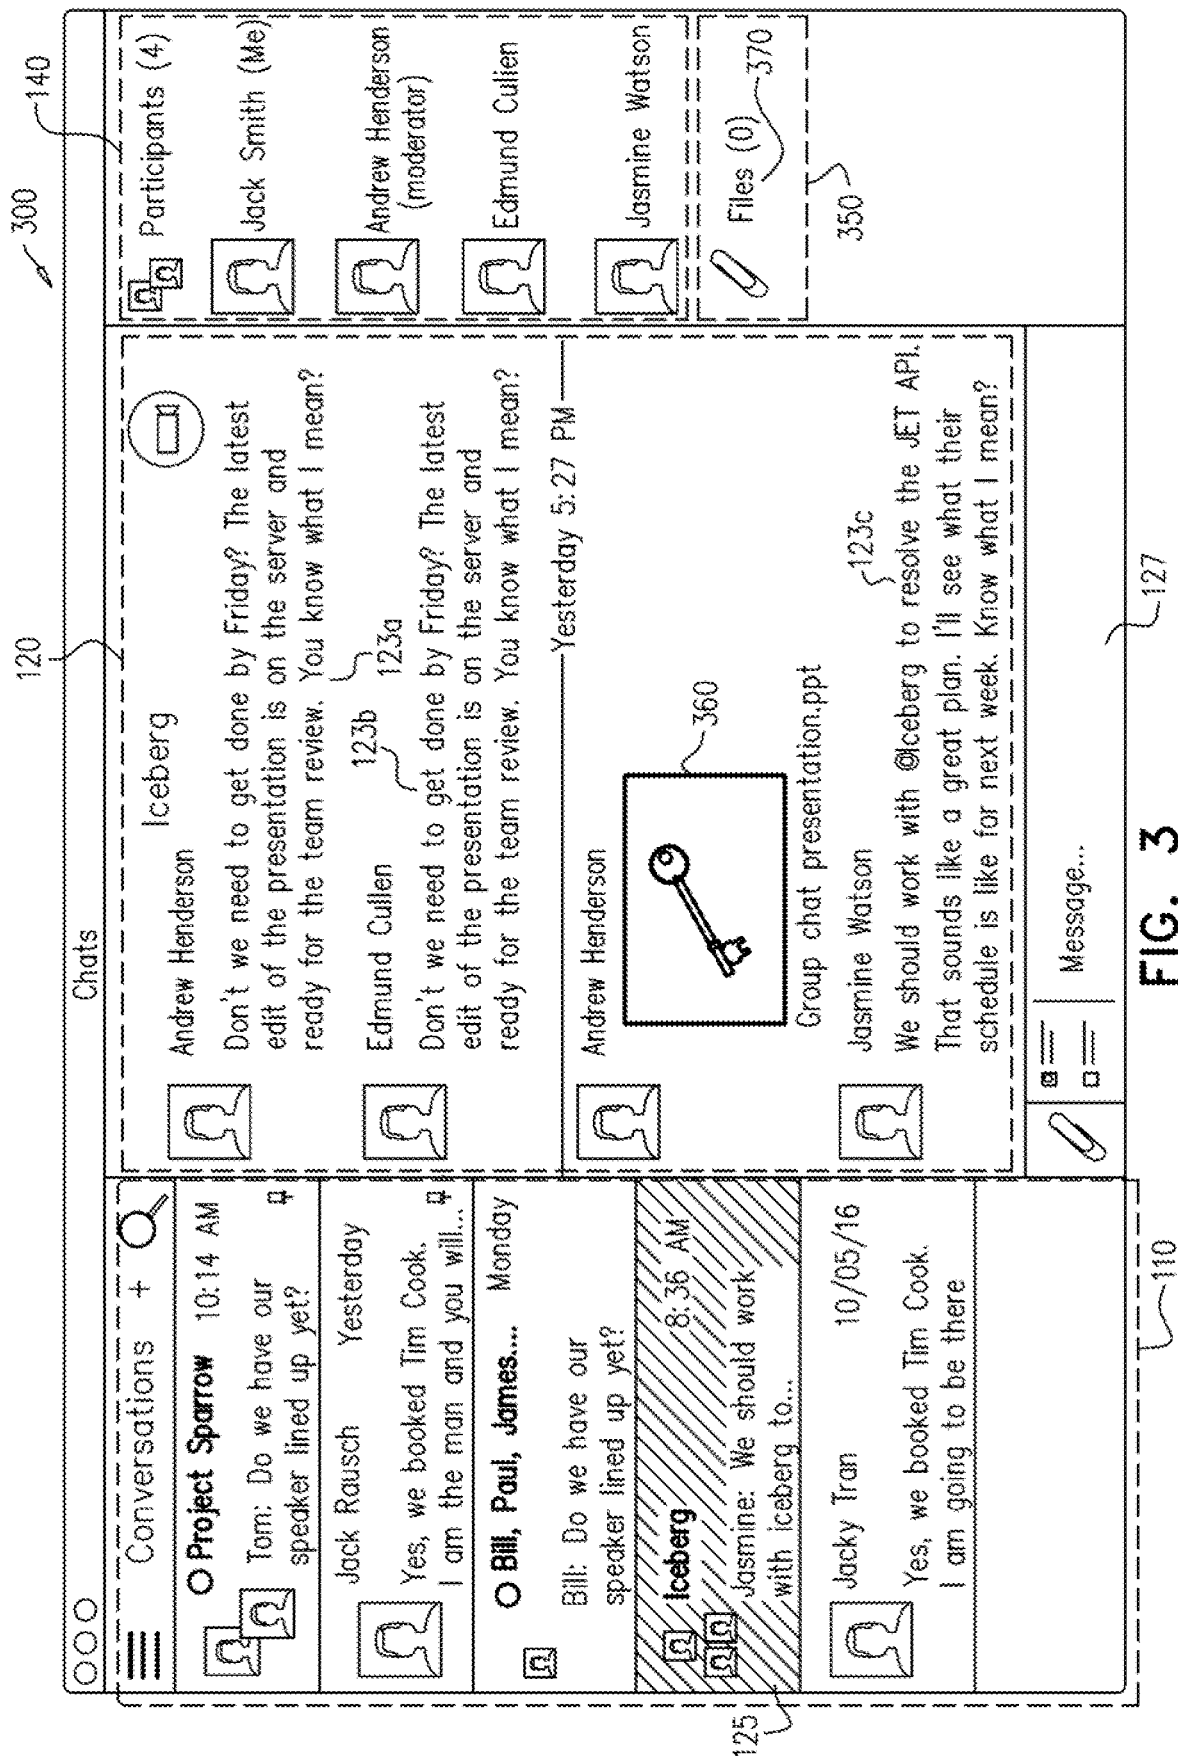 300
120
140
Chats
Conversations +
Project Sparrow 10:14 AM
Tom: Do we have our
speaker lined up yet?
Jack Rausch Yesterday
Yes, we booked Tim Cook.
I am the man and you will...
Bill, Paul, James.... Monday
Bill: Do we have our
speaker lined up yet?
Iceberg 8:36 AM
Jasmine: We should work
with iceberg to...
125
Jacky Tran 10/05/16
Yes, we booked Tim Cook.
I am going to be there
110
Iceberg
Andrew Henderson
Don't we need to get done by Friday? The latest
edit of the presentation is on the server and
ready for the team review. You know what I mean?
123a
Edmund Cullen
123b
Don't we need to get done by Friday? The latest
edit of the presentation is on the server and
ready for the team review. You know what I mean?
Yesterday 5:27 PM
Andrew Henderson
360
Group chat presentation.ppt
Jasmine Watson
123c
We should work with @Iceberg to resolve the JET API.
That sounds like a great plan. I'll see what their
schedule is like for next week. Know what I mean?
Message...
127
Participants (4)
Jack Smith (Me)
Andrew Henderson
(moderator)
Edmund Cullen
Jasmine Watson
Files (0)
370
350
FIG. 3